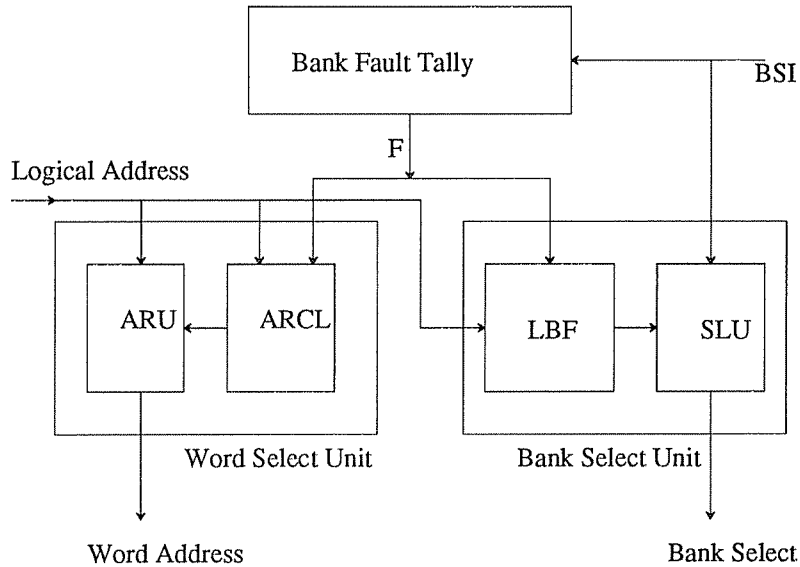 Bank Fault Tally
BSL
F
Logical Address
ARU
ARCL
LBF
SLU
Word Select Unit
Bank Select Unit
Word Address
Bank Select